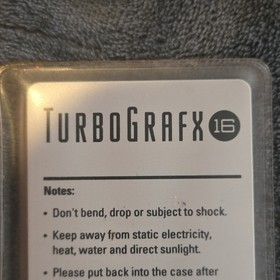 TURBOGRAFX 16
Notes:
• Don't bend, drop or subject to shock.
• Keep away from static electricity,
heat, water and direct sunlight.
• Please put back into the case after